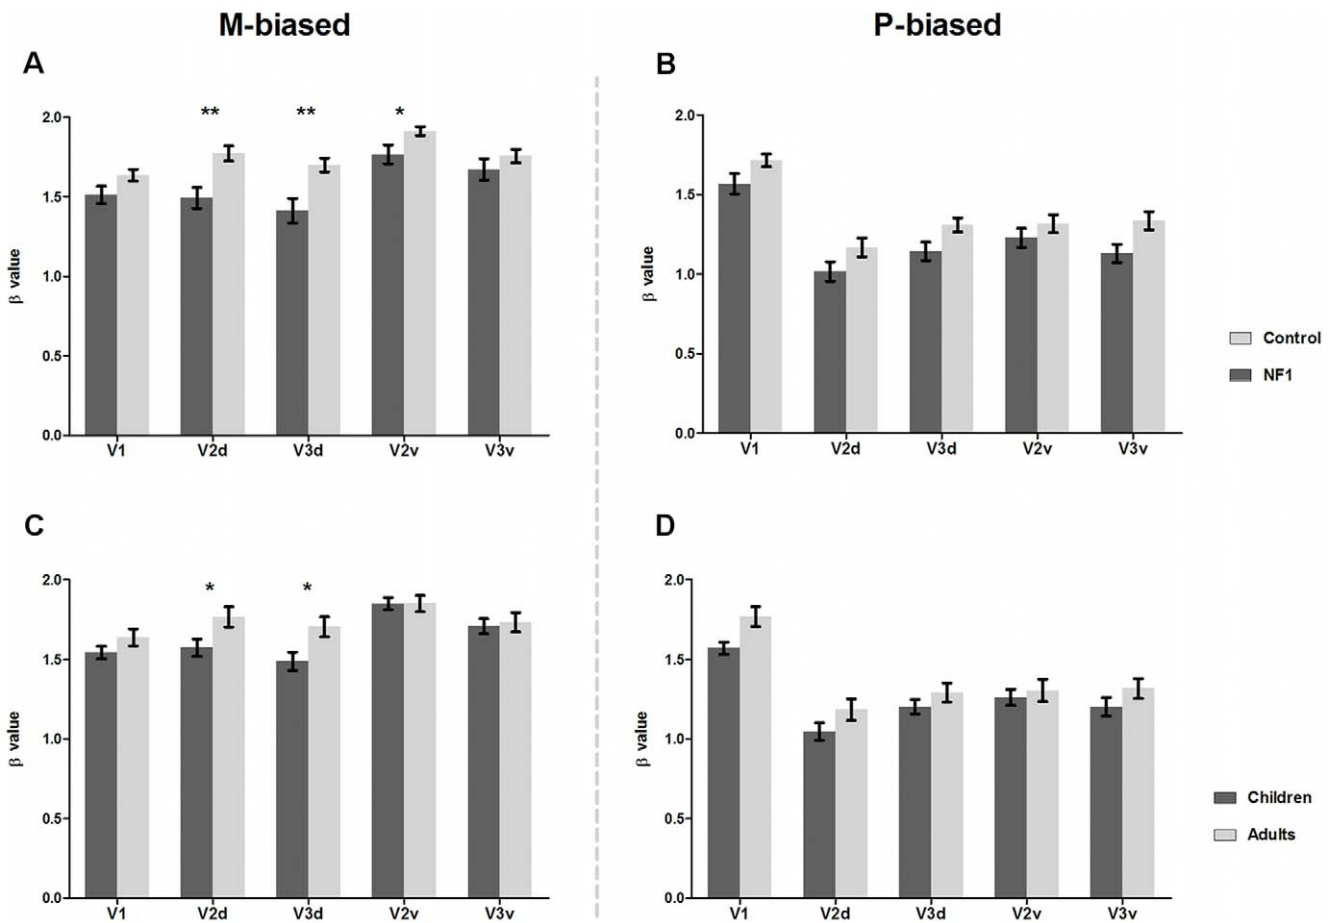 M-biased P-biased
A
2.0
1.5
1.0
0.5
0.0
β value
** ** *
V1 V2d V3d V2v V3v
B
2.0
1.5
1.0
0.5
0.0
β value
V1 V2d V3d V2v V3v
Control
NF1
C
2.0
1.5
1.0
0.5
0.0
β value
* *
V1 V2d V3d V2v V3v
D
2.0
1.5
1.0
0.5
0.0
β value
V1 V2d V3d V2v V3v
Children
Adults